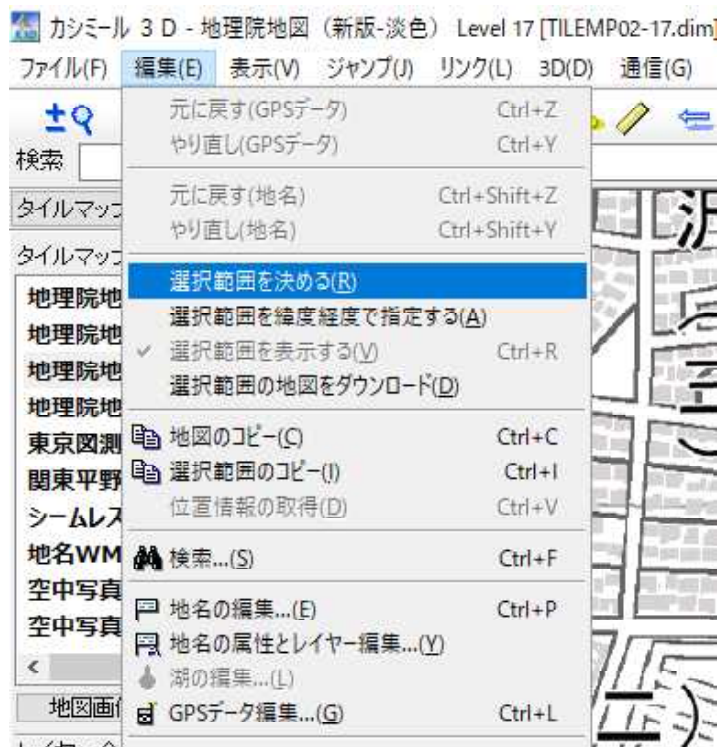 カシミール 3D - 地理院地図（新版-淡色） Level 17 [TILEMP02-17.dim]
ファイル(F) 編集(E) 表示(V) ジャンプ(J) リンク(L) 3D(D) 通信(G)
元に戻す(GPSデータ) Ctrl+Z
やり直し(GPSデータ) Ctrl+Y
検索
元に戻す(地名) Ctrl+Shift+Z
やり直し(地名) Ctrl+Shift+Y
タイルマップ
タイルマップ
選択範囲を決める(R)
選択範囲を緯度経度で指定する(A)
選択範囲を表示する(V) Ctrl+R
選択範囲の地図をダウンロード(D)
地図のコピー(C) Ctrl+C
選択範囲のコピー(I) Ctrl+I
位置情報の取得(D) Ctrl+V
検索...(S) Ctrl+F
地名の編集...(E) Ctrl+P
地名の属性とレイヤー編集...(Y)
湖の編集...(L)
GPSデータ編集...(G) Ctrl+L
地理院地
地理院地
地理院地
地理院地
東京図測
関東平野
シームレス
地名WM
空中写真
空中写真
地図画